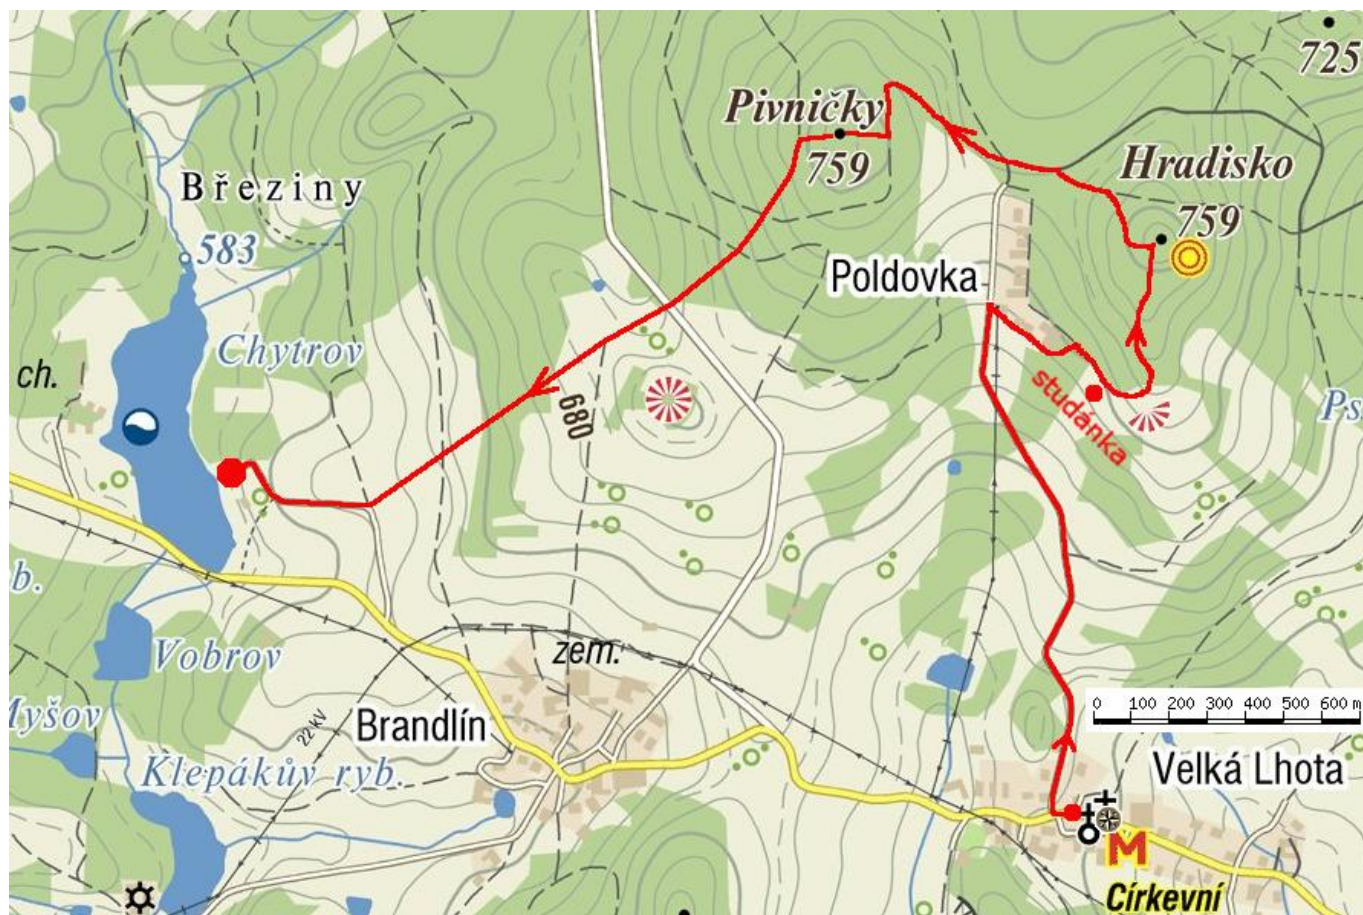 725
Pivničky
759
Hradisko
759
Březiny
583
Poldovka
Chytrov
ch.
680
studánka
Ps
b.
Vobrov
zem.
Myšov
22 kV
Brandlín
0 100 200 300 400 500 600 m
Klepákův ryb.
Velká Lhota
M
Církevní